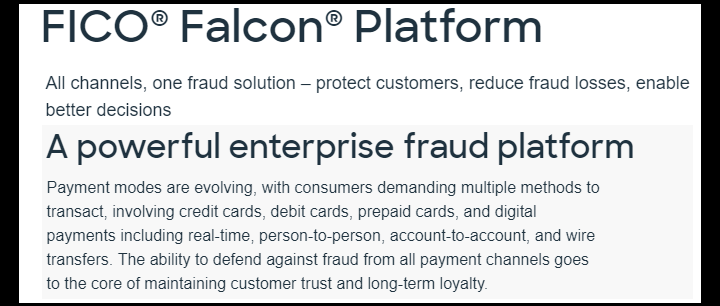 FICO® Falcon® Platform
All channels, one fraud solution – protect customers, reduce fraud losses, enable
better decisions
A powerful enterprise fraud platform
Payment modes are evolving, with consumers demanding multiple methods to
transact, involving credit cards, debit cards, prepaid cards, and digital
payments including real-time, person-to-person, account-to-account, and wire
transfers. The ability to defend against fraud from all payment channels goes
to the core of maintaining customer trust and long-term loyalty.